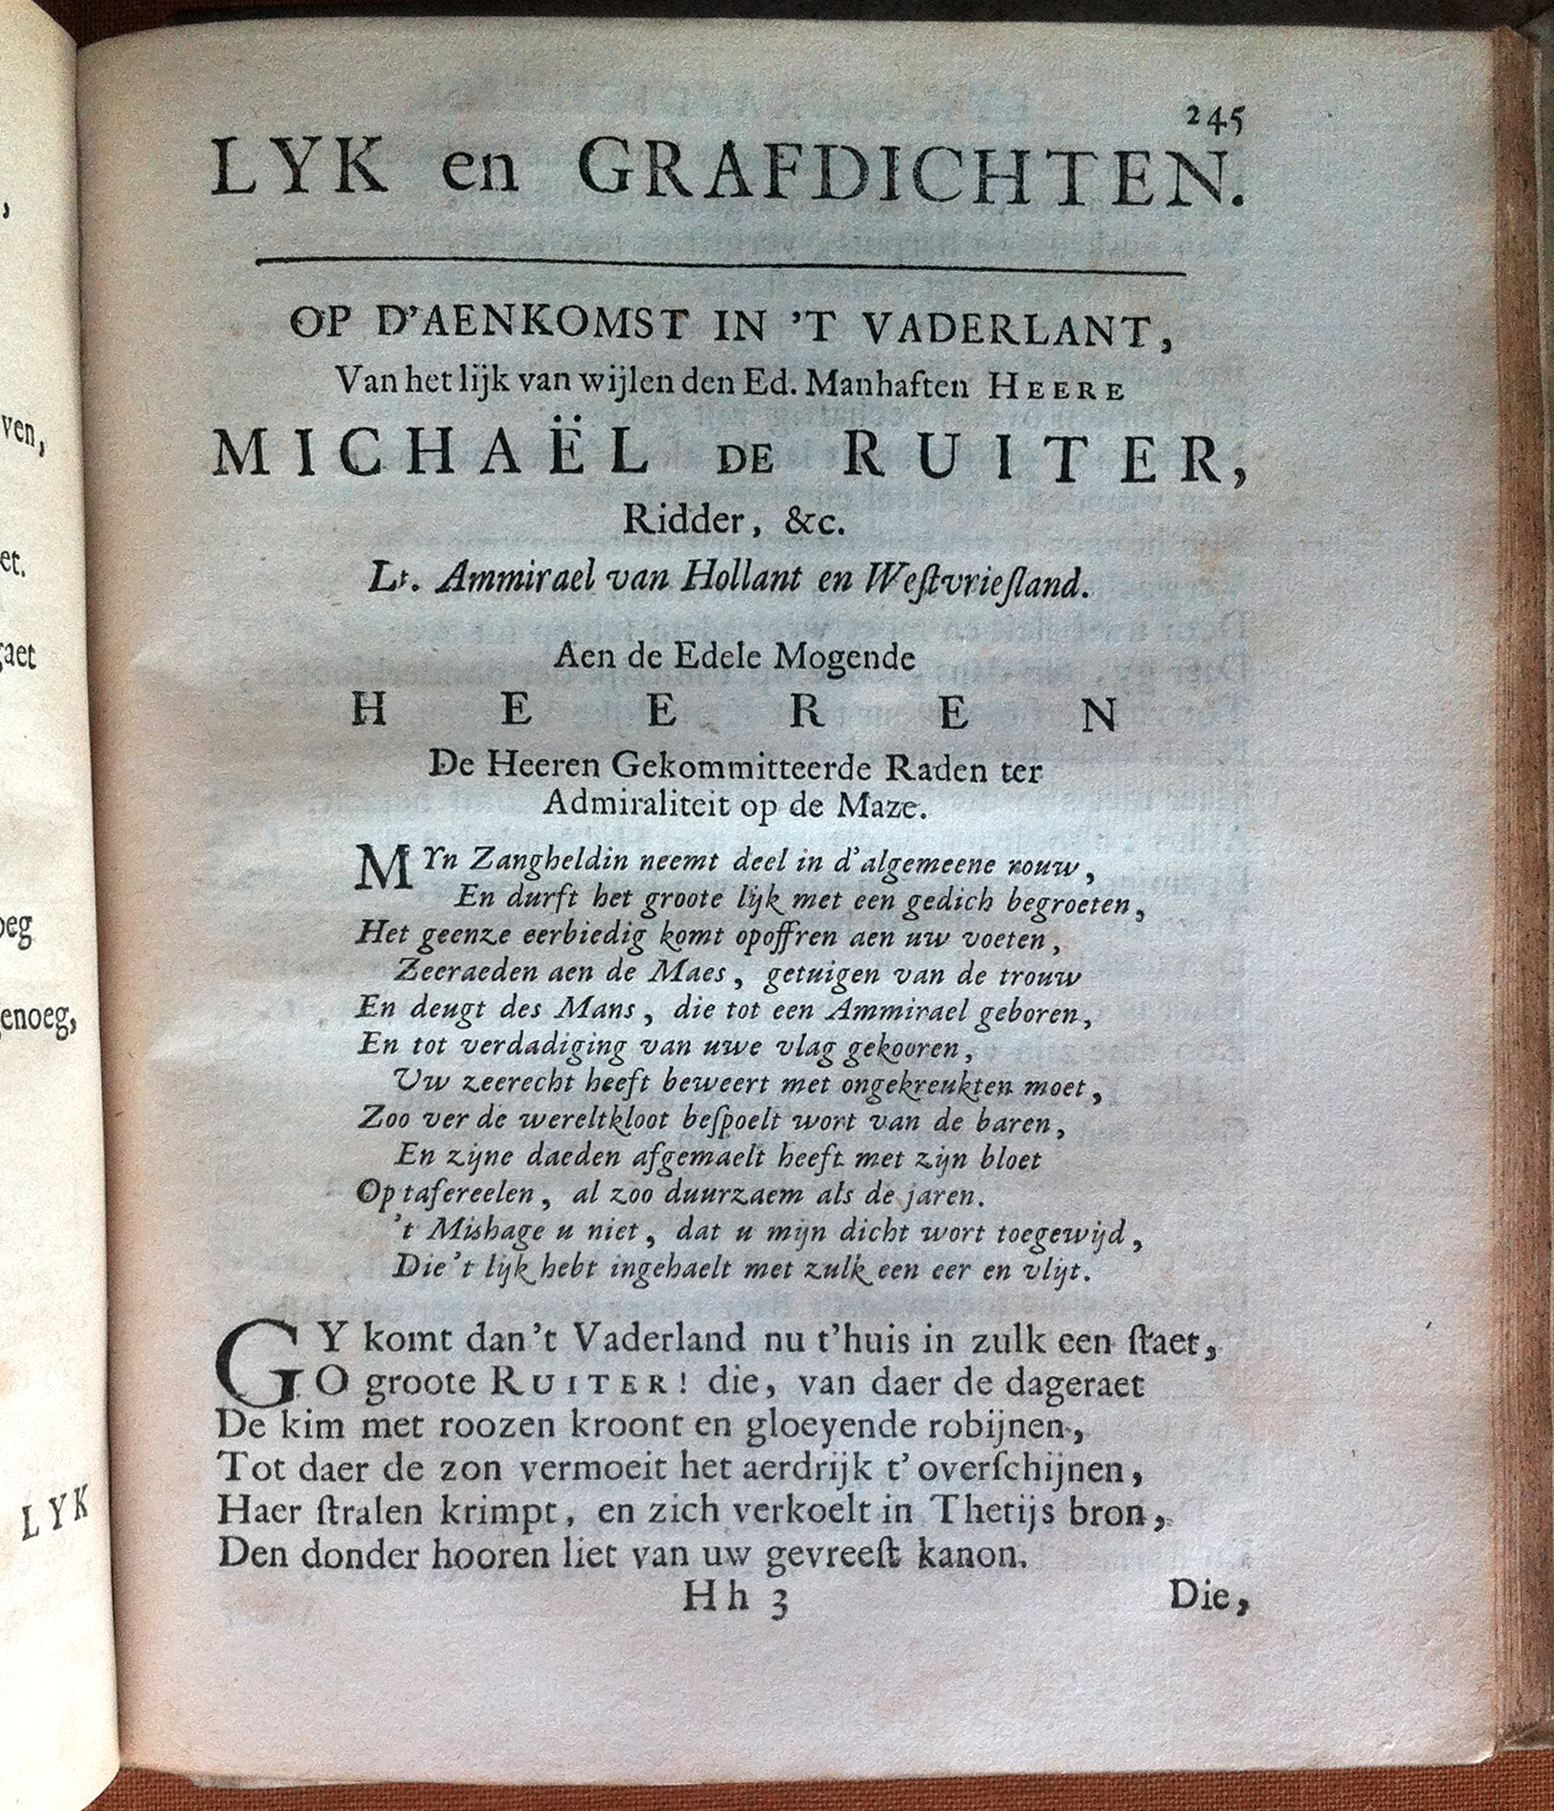 245
LYK en GRAFDICHTEN.
OP D'AENKOMST IN 'T VADERLANT,
Van het lijk van wijlen den Ed. Manhaften HEERE
MICHAËL DE RUITER,
Ridder, &c.
Lt. Ammirael van Hollant en Weſtvrieſland.
Aen de Edele Mogende
HEEREN
De Heeren Gekommitteerde Raden ter
Admiraliteit op de Maze.
MYn Zangheldin neemt deel in d'algemeene rouw,
En durft het groote lijk met een gedich begroeten,
Het geenze eerbiedig komt opoffren aen uw voeten,
Zeeraeden aen de Maes, getuigen van de trouw
En deugt des Mans, die tot een Ammirael geboren,
En tot verdadiging van uwe vlag gekooren,
Uw zeerecht heeft beweert met ongekreukten moet,
Zoo ver de wereltkloot beſpoelt wort van de baren,
En zijne daeden afgemaelt heeft met zijn bloet
Op tafereelen, al zoo duurzaem als de jaren.
't Mishage u niet, dat u mijn dicht wort toegewijd,
Die 't lijk hebt ingehaelt met zulk een eer en vlijt.
GY komt dan 't Vaderland nu t'huis in zulk een ſtaet,
O groote RUITER! die, van daer de dageraet
De kim met roozen kroont en gloeyende robijnen,
Tot daer de zon vermoeit het aerdrijk t' overſchijnen,
Haer ſtralen krimpt, en zich verkoelt in Thetijs bron,
Den donder hooren liet van uw gevreeſt kanon.
Hh 3 Die,
ven,
et.
gaet
oeg
enoeg,
LYK